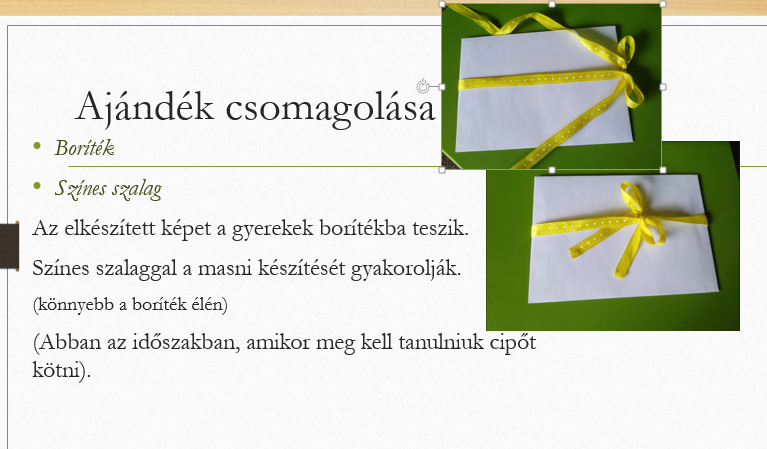 Ajándék csomagolása
• Boríték
• Színes szalag
Az elkészített képet a gyerekek borítékba teszik.
Színes szalaggal a masni készítését gyakorolják.
(könnyebb a boríték élén)
(Abban az időszakban, amikor meg kell tanulniuk cipőt
kötni).